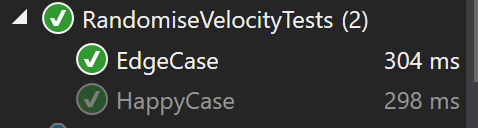 RandomiseVelocityTests (2)
EdgeCase 304 ms
HappyCase 298 ms